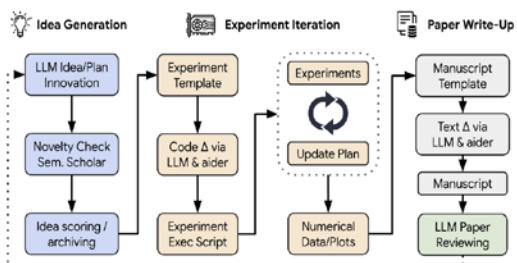 Idea Generation
LLM Idea/Plan
Innovation
Novelty Check
Sem. Scholar
Idea scoring /
archiving
Experiment Iteration
Experiment
Template
Code Δ via
LLM & aider
Experiment
Exec Script
Experiments
Update Plan
Numerical
Data/Plots
Paper Write-Up
Manuscript
Template
Text Δ via
LLM & aider
Manuscript
LLM Paper
Reviewing